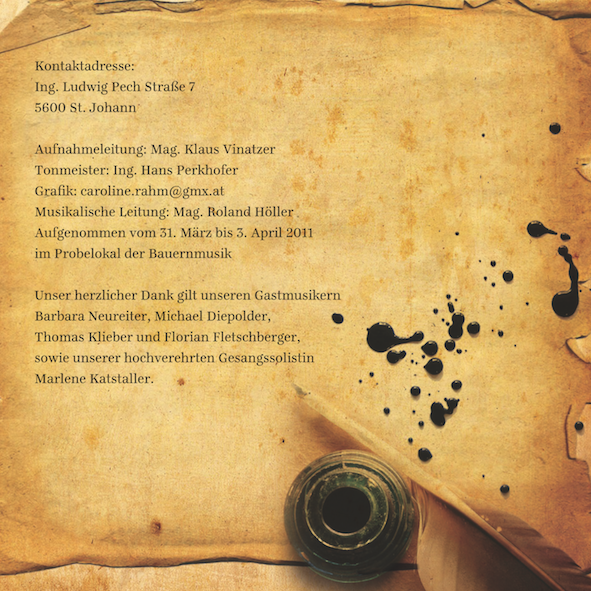 Kontaktadresse:
Ing. Ludwig Pech Straße 7
5600 St. Johann
Aufnahmeleitung: Mag. Klaus Vinatzer
Tonmeister: Ing. Hans Perkhofer
Grafik: caroline.rahm@gmx.at
Musikalische Leitung: Mag. Roland Höller
Aufgenommen vom 31. März bis 3. April 2011
im Probelokal der Bauernmusik
Unser herzlicher Dank gilt unseren Gastmusikern
Barbara Neureiter, Michael Diepolder,
Thomas Klieber und Florian Fletschberger,
sowie unserer hochverehrten Gesangssolistin
Marlene Katstaller.